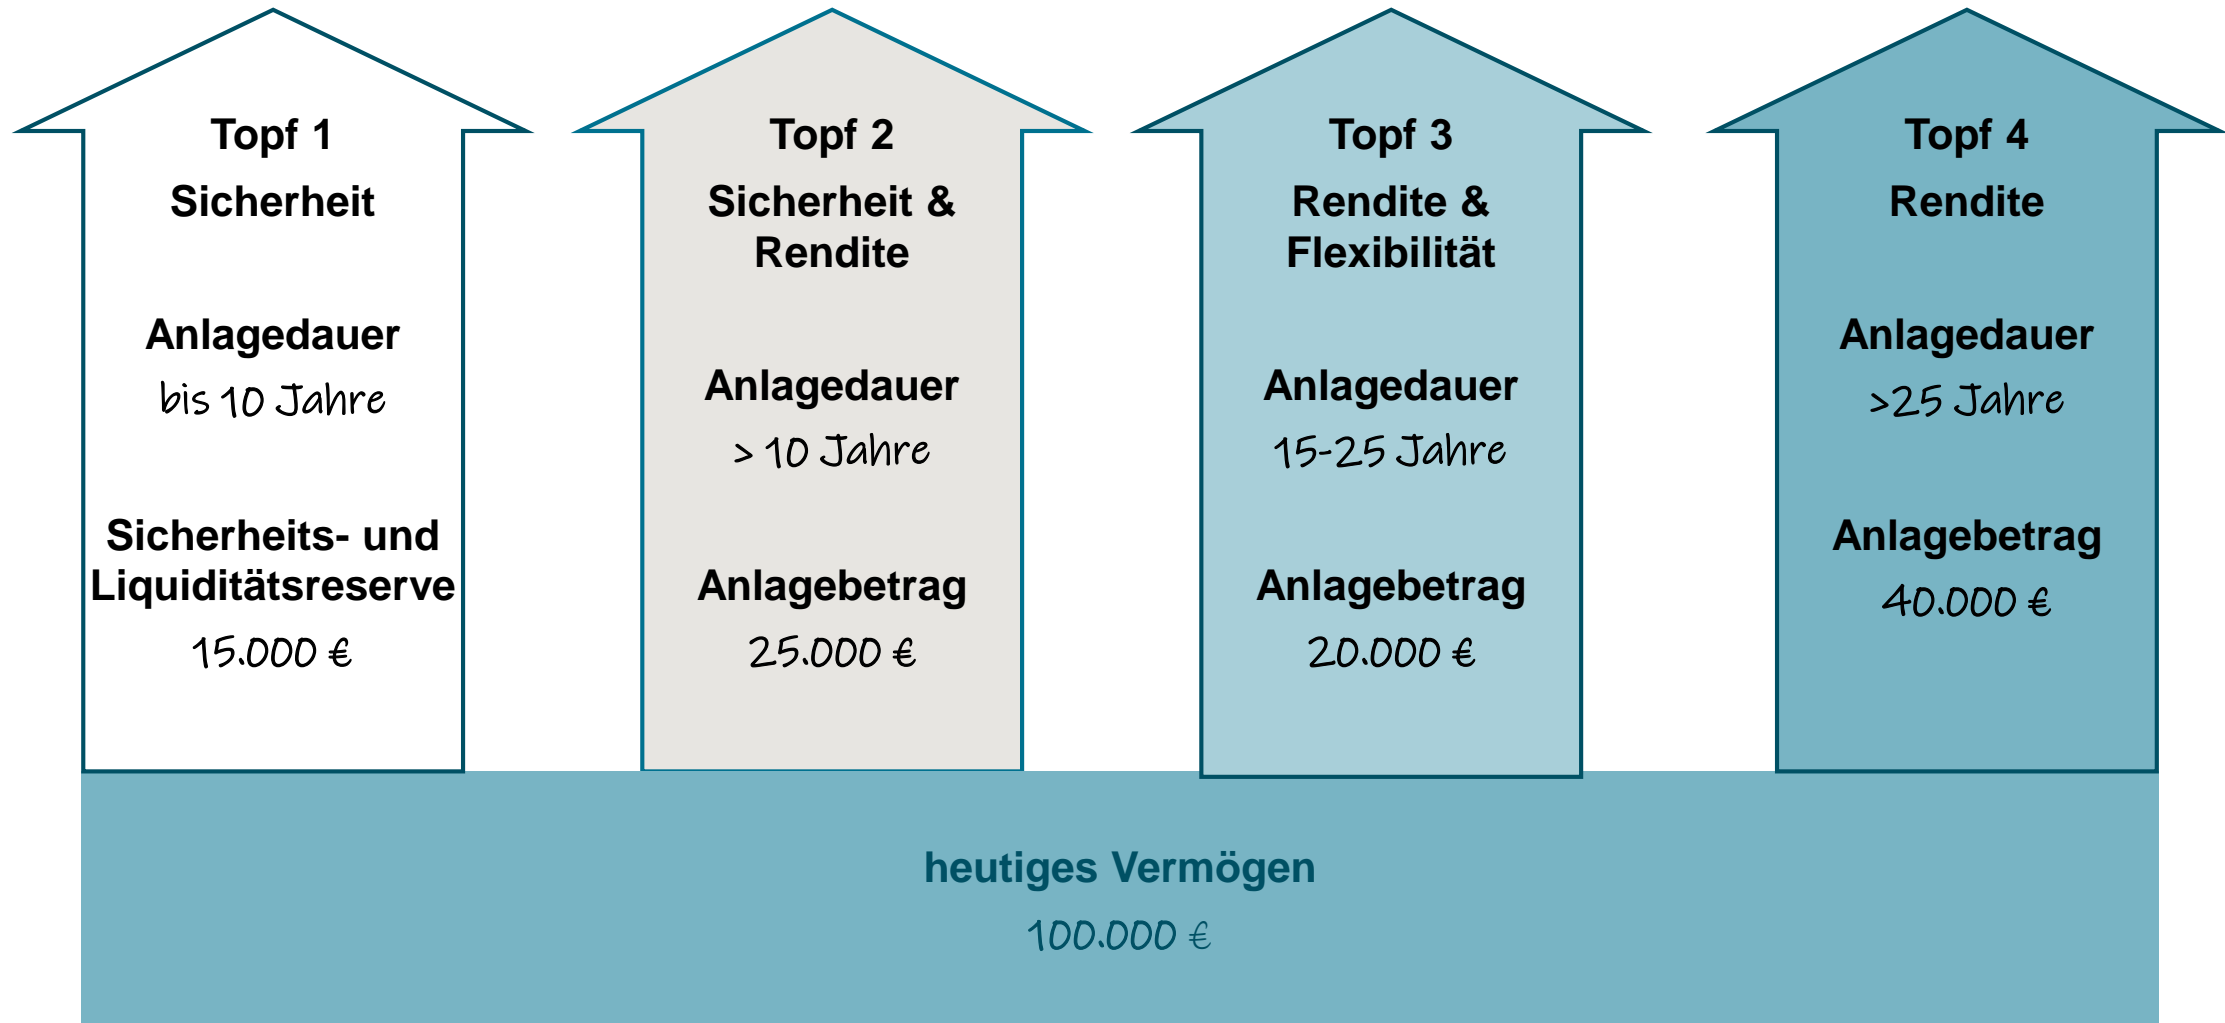 Topf 1
Sicherheit
Anlagedauer
bis 10 Jahre
Sicherheits- und
Liquiditätsreserve
15.000 €
Topf 2
Sicherheit &
Rendite
Anlagedauer
> 10 Jahre
Anlagebetrag
25.000 €
Topf 3
Rendite &
Flexibilität
Anlagedauer
15-25 Jahre
Anlagebetrag
20.000 €
Topf 4
Rendite
Anlagedauer
>25 Jahre
Anlagebetrag
40.000 €
heutiges Vermögen
100.000 €